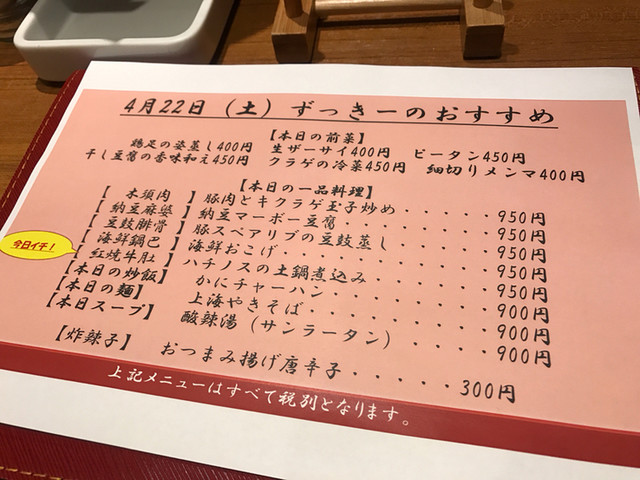 4月22日（土）ずっきーのおすすめ
【本日の前菜】
鶏足の姿蒸し400円 生ザーサイ400円 ピータン450円
干し豆腐の香味和え450円 クラゲの冷菜450円 細切りメンマ400円
【本日の一品料理】
【木須肉】豚肉とキクラゲ玉子炒め・・・・・950円
【納豆麻婆】納豆マーボー豆腐・・・・・・・950円
【豆鼓排骨】豚スペアリブの豆鼓蒸し・・・・950円
【海鮮鍋巴】海鮮おこげ・・・・・・・・・・950円
今日イチ！
【紅焼牛肚】ハチノスの土鍋煮込み・・・・・950円
【本日の炒飯】かにチャーハン・・・・・・・900円
【本日の麺】上海やきそば・・・・・・・・・900円
【本日スープ】酸辣湯（サンラータン）・・・・900円
【炸辣子】おつまみ揚げ唐辛子・・・・・300円
上記メニューはすべて税別となります。